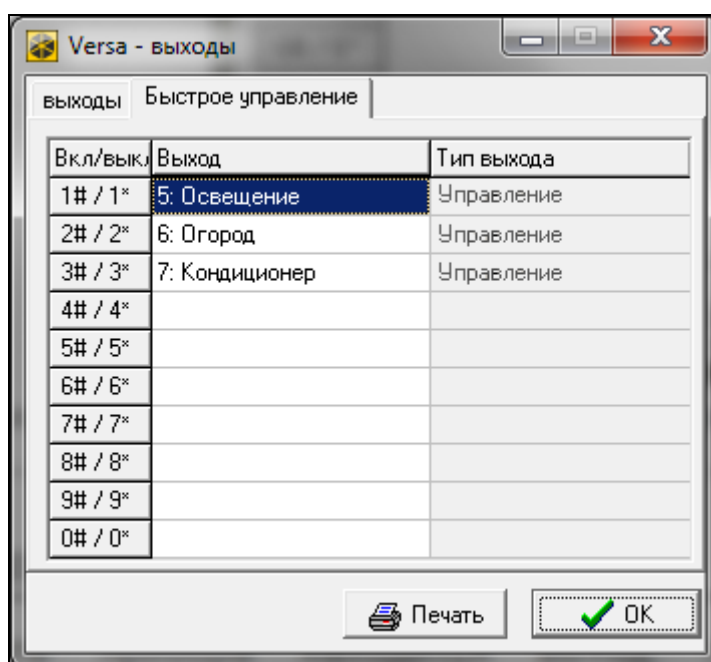 Versa - выходы
выходы Быстрое управление
Вкл/вык Выход Тип выхода
1# / 1* 5: Освещение Управление
2# / 2* 6: Огород Управление
3# / 3* 7: Кондиционер Управление
4# / 4*
5# / 5*
6# / 6*
7# / 7*
8# / 8*
9# / 9*
0# / 0*
Печать OK